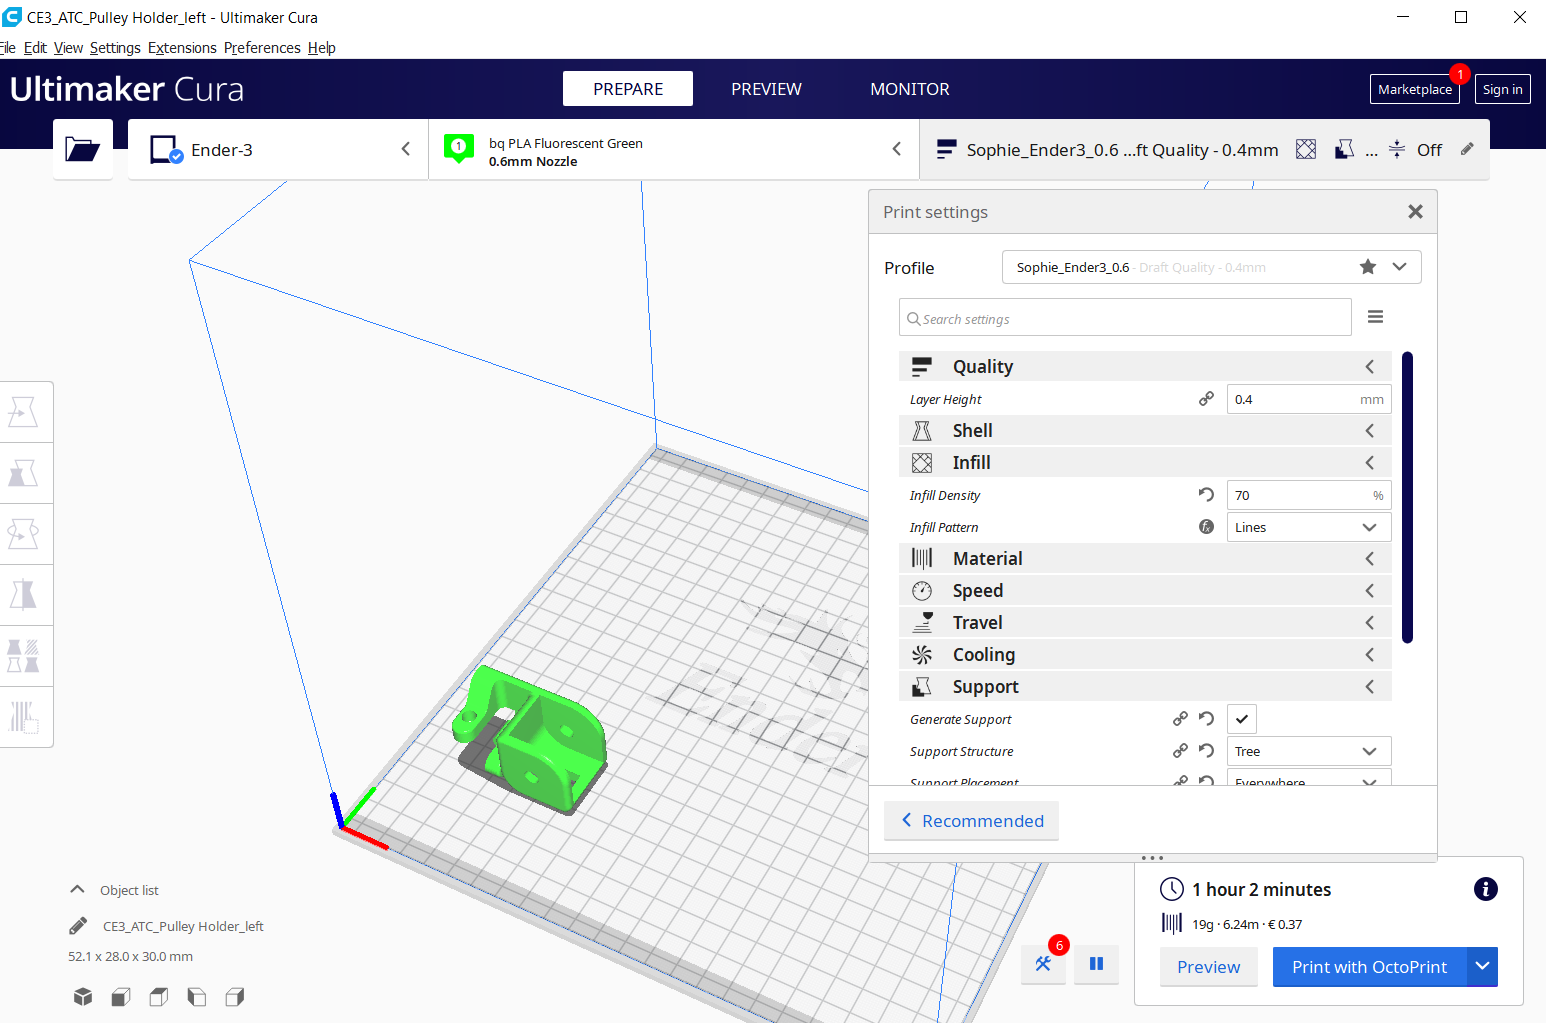 CE3_ATC_Pulley Holder_left - Ultimaker Cura
File Edit View Settings Extensions Preferences Help
Ultimaker Cura
PREPARE
PREVIEW
MONITOR
Marketplace
1
Sign in
Ender-3
1
bq PLA Fluorescent Green
0.6mm Nozzle
Sophie_Ender3_0.6 ...ft Quality - 0.4mm
...
Off
Print settings
Profile
Sophie_Ender3_0.6 - Draft Quality - 0.4mm
Search settings
Quality
Layer Height
0.4 mm
Shell
Infill
Infill Density
70 %
Infill Pattern
Lines
Material
Speed
Travel
Cooling
Support
Generate Support
Support Structure
Tree
Support Placement
Everywhere
Recommended
Object list
CE3_ATC_Pulley Holder_left
52.1 x 28.0 x 30.0 mm
6
1 hour 2 minutes
19g · 6.24m · € 0.37
Preview
Print with OctoPrint